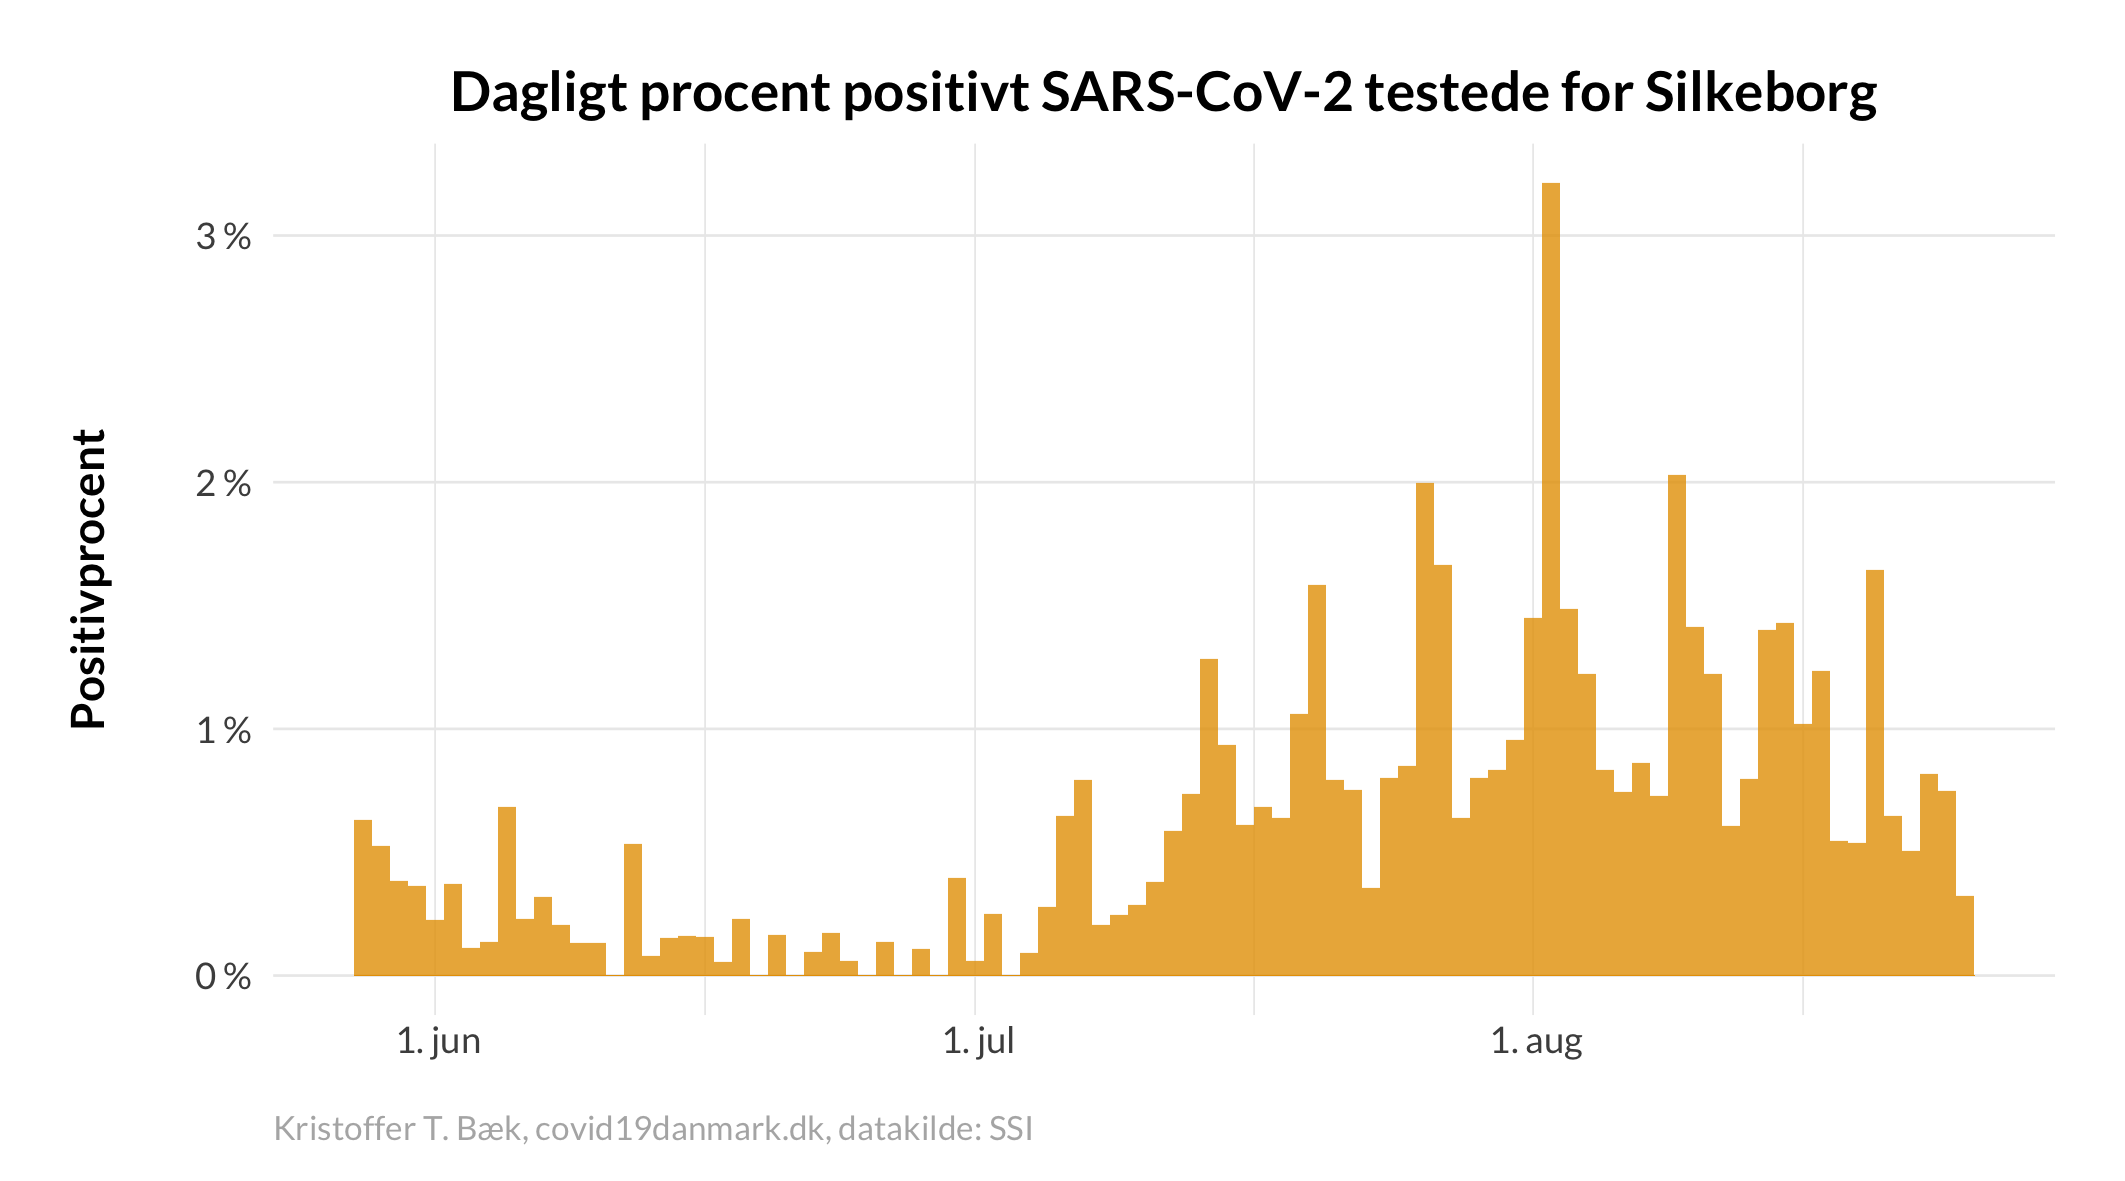 Dagligt procent positivt SARS-CoV-2 testede for Silkeborg
Positivprocent
3 %
2 %
1 %
0 %
1. jun
1. jul
1. aug
Kristoffer T. Bæk, covid19danmark.dk, datakilde: SSI